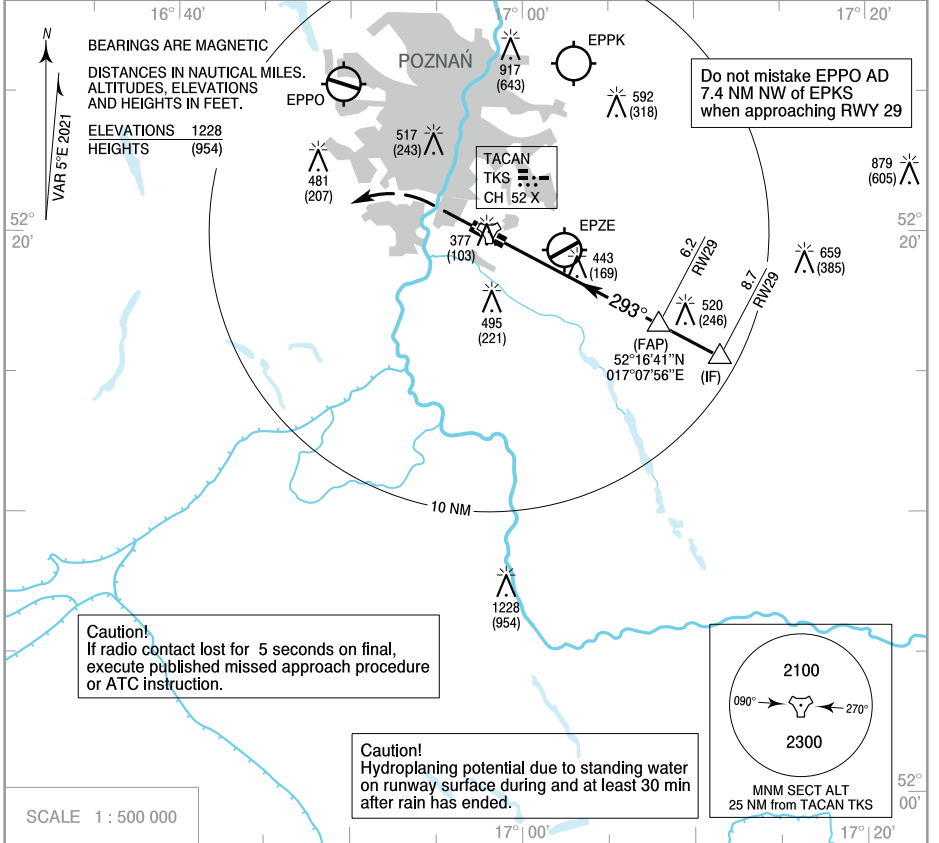 16° 40'
17° 00'
17° 20'
N
VAR 5°E 2021
BEARINGS ARE MAGNETIC
DISTANCES IN NAUTICAL MILES.
ALTITUDES, ELEVATIONS
AND HEIGHTS IN FEET.
ELEVATIONS 1228
HEIGHTS (954)
POZNAŃ
EPPO
EPPK
917
(643)
592
(318)
Do not mistake EPPO AD
7.4 NM NW of EPKS
when approaching RWY 29
517
(243)
481
(207)
TACAN
TKS
CH 52 X
879
(605)
52°
20'
52°
20'
377
(103)
EPZE
443
(169)
6.2
RW29
8.7
RW29
659
(385)
495
(221)
293°
520
(246)
(FAP)
52°16'41''N
017°07'56''E
(IF)
10 NM
1228
(954)
Caution!
If radio contact lost for 5 seconds on final,
execute published missed approach procedure
or ATC instruction.
2100
090°
270°
2300
MNM SECT ALT
25 NM from TACAN TKS
Caution!
Hydroplaning potential due to standing water
on runway surface during and at least 30 min
after rain has ended.
52°
00'
SCALE 1 : 500 000
17° 00'
17° 20'